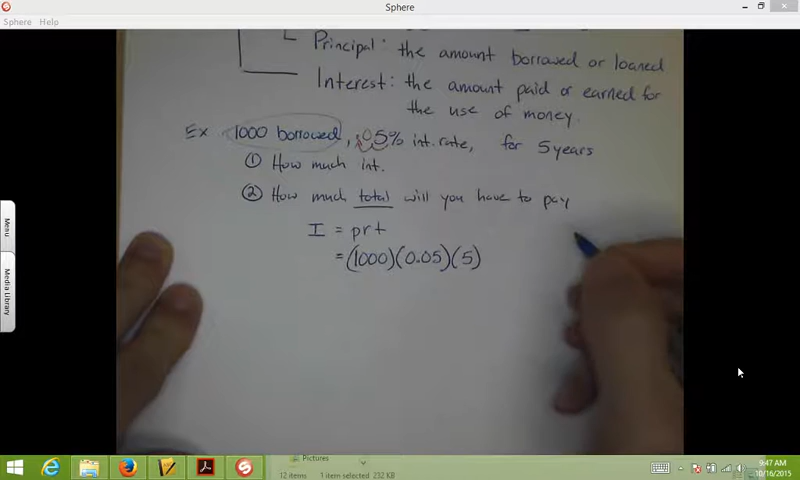 Sphere
Sphere Help
Principal: the amount borrowed or loaned
Interest: the amount paid or earned for
the use of money.
Ex 1000 borrowed, .05% int. rate, for 5 years
① How much int.
② How much total will you have to pay
I = prt
= (1000)(0.05)(5)
Menu
Media Library
Pictures
12 items 1 item selected 232 KB
9:47 AM
10/16/2015